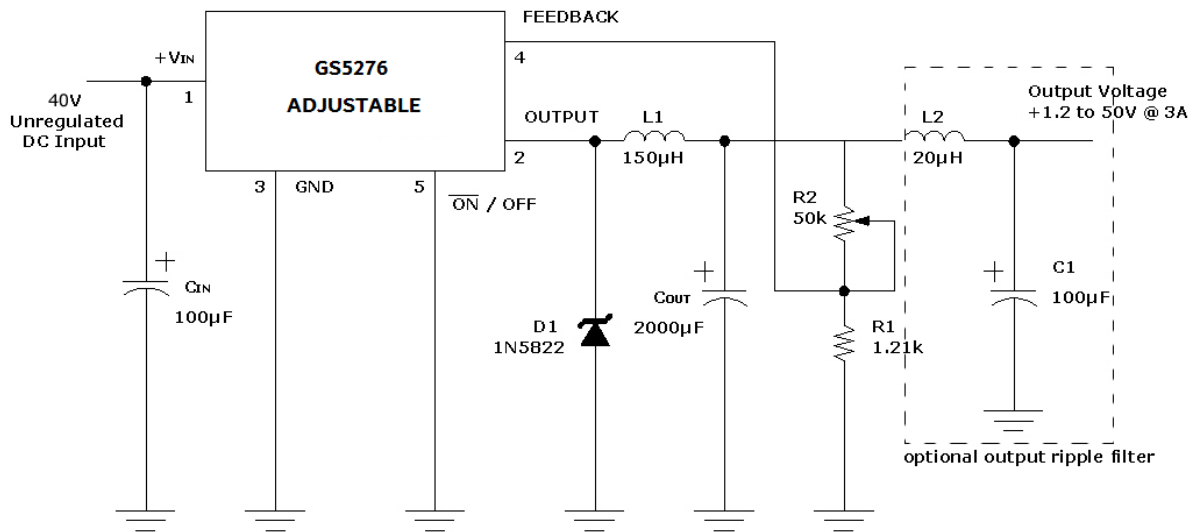 FEEDBACK
+VIN
4
GS5276
ADJUSTABLE
1
40V
Unregulated
DC Input
OUTPUT
2
L1
150µH
L2
20µH
Output Voltage
+1.2 to 50V @ 3A
3
GND
5
ON / OFF
R2
50k
CIN
100µF
D1
1N5822
COUT
2000µF
R1
1.21k
C1
100µF
optional output ripple filter